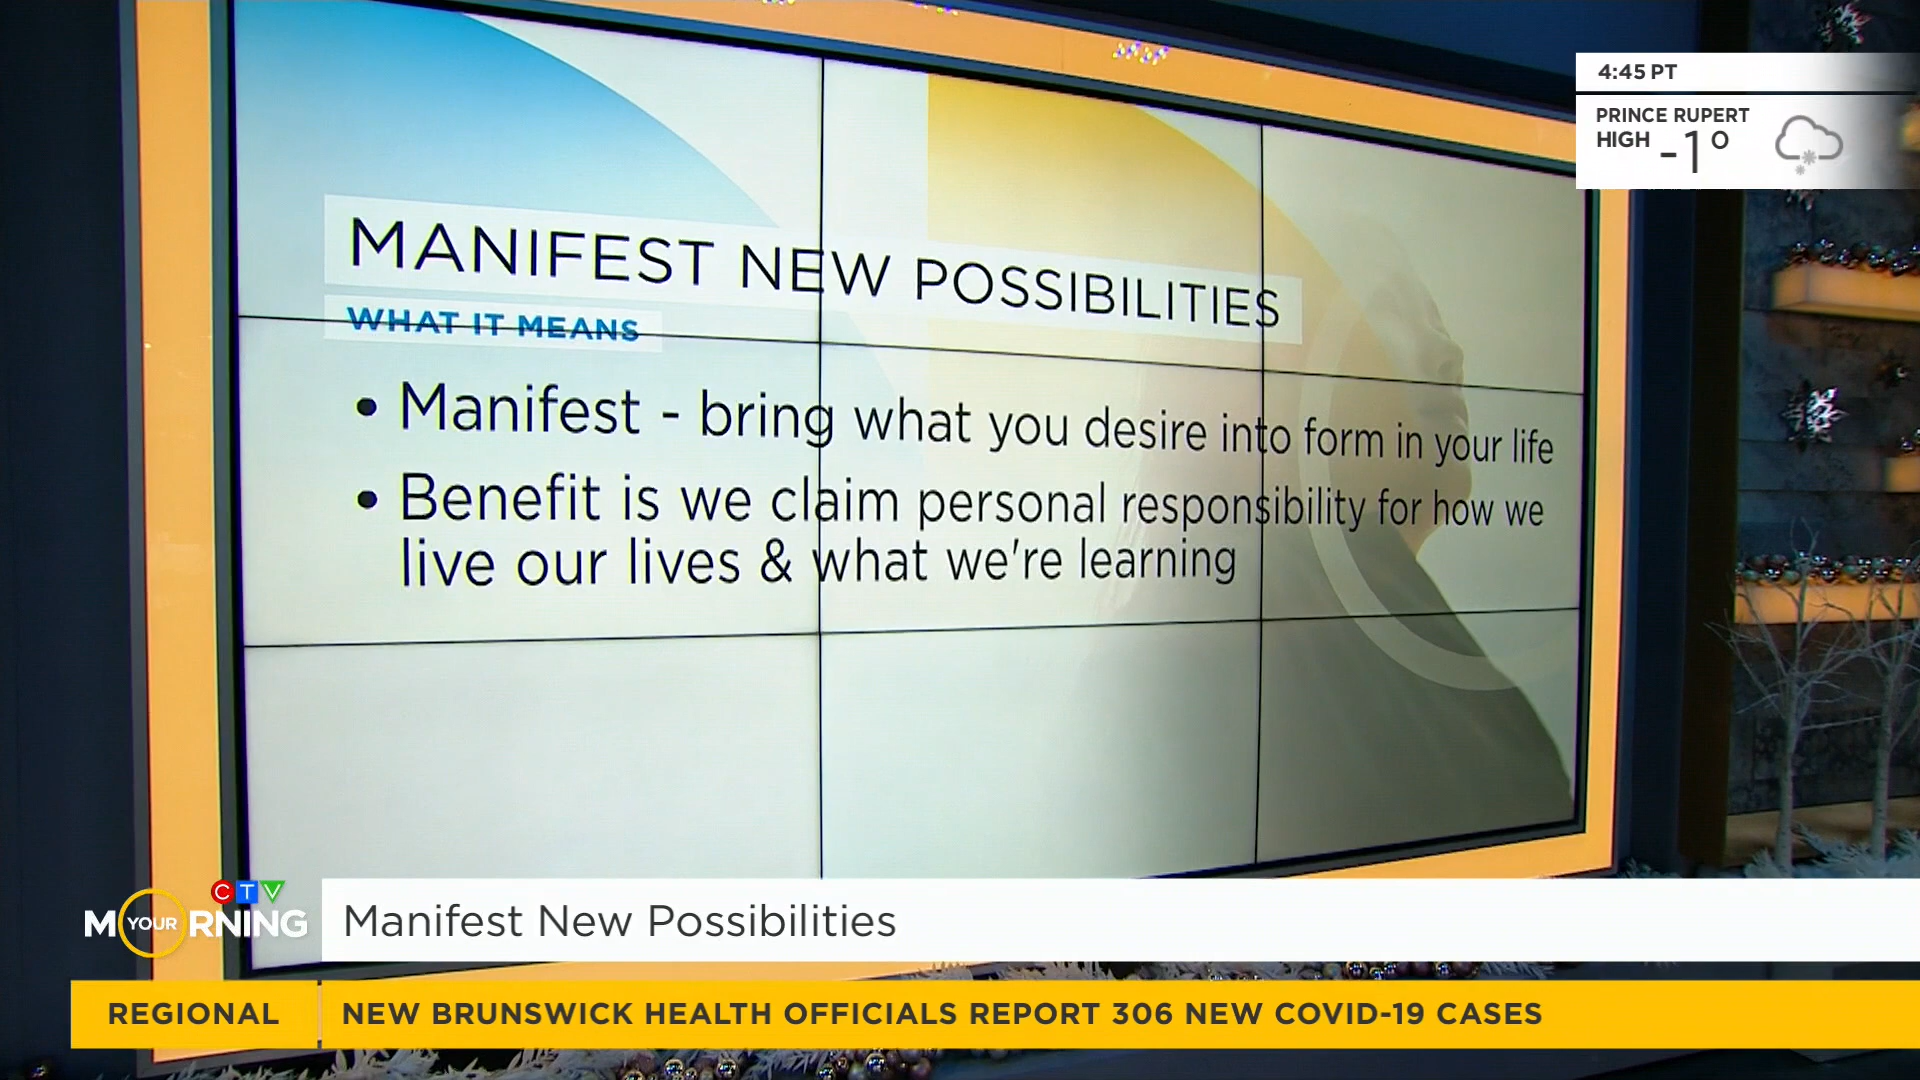 4:45 PT
PRINCE RUPERT
HIGH -1°
MANIFEST NEW POSSIBILITIES
WHAT IT MEANS
• Manifest - bring what you desire into form in your life
• Benefit is we claim personal responsibility for how we
live our lives & what we're learning
CTV
YOUR MORNING
Manifest New Possibilities
REGIONAL
NEW BRUNSWICK HEALTH OFFICIALS REPORT 306 NEW COVID-19 CASES